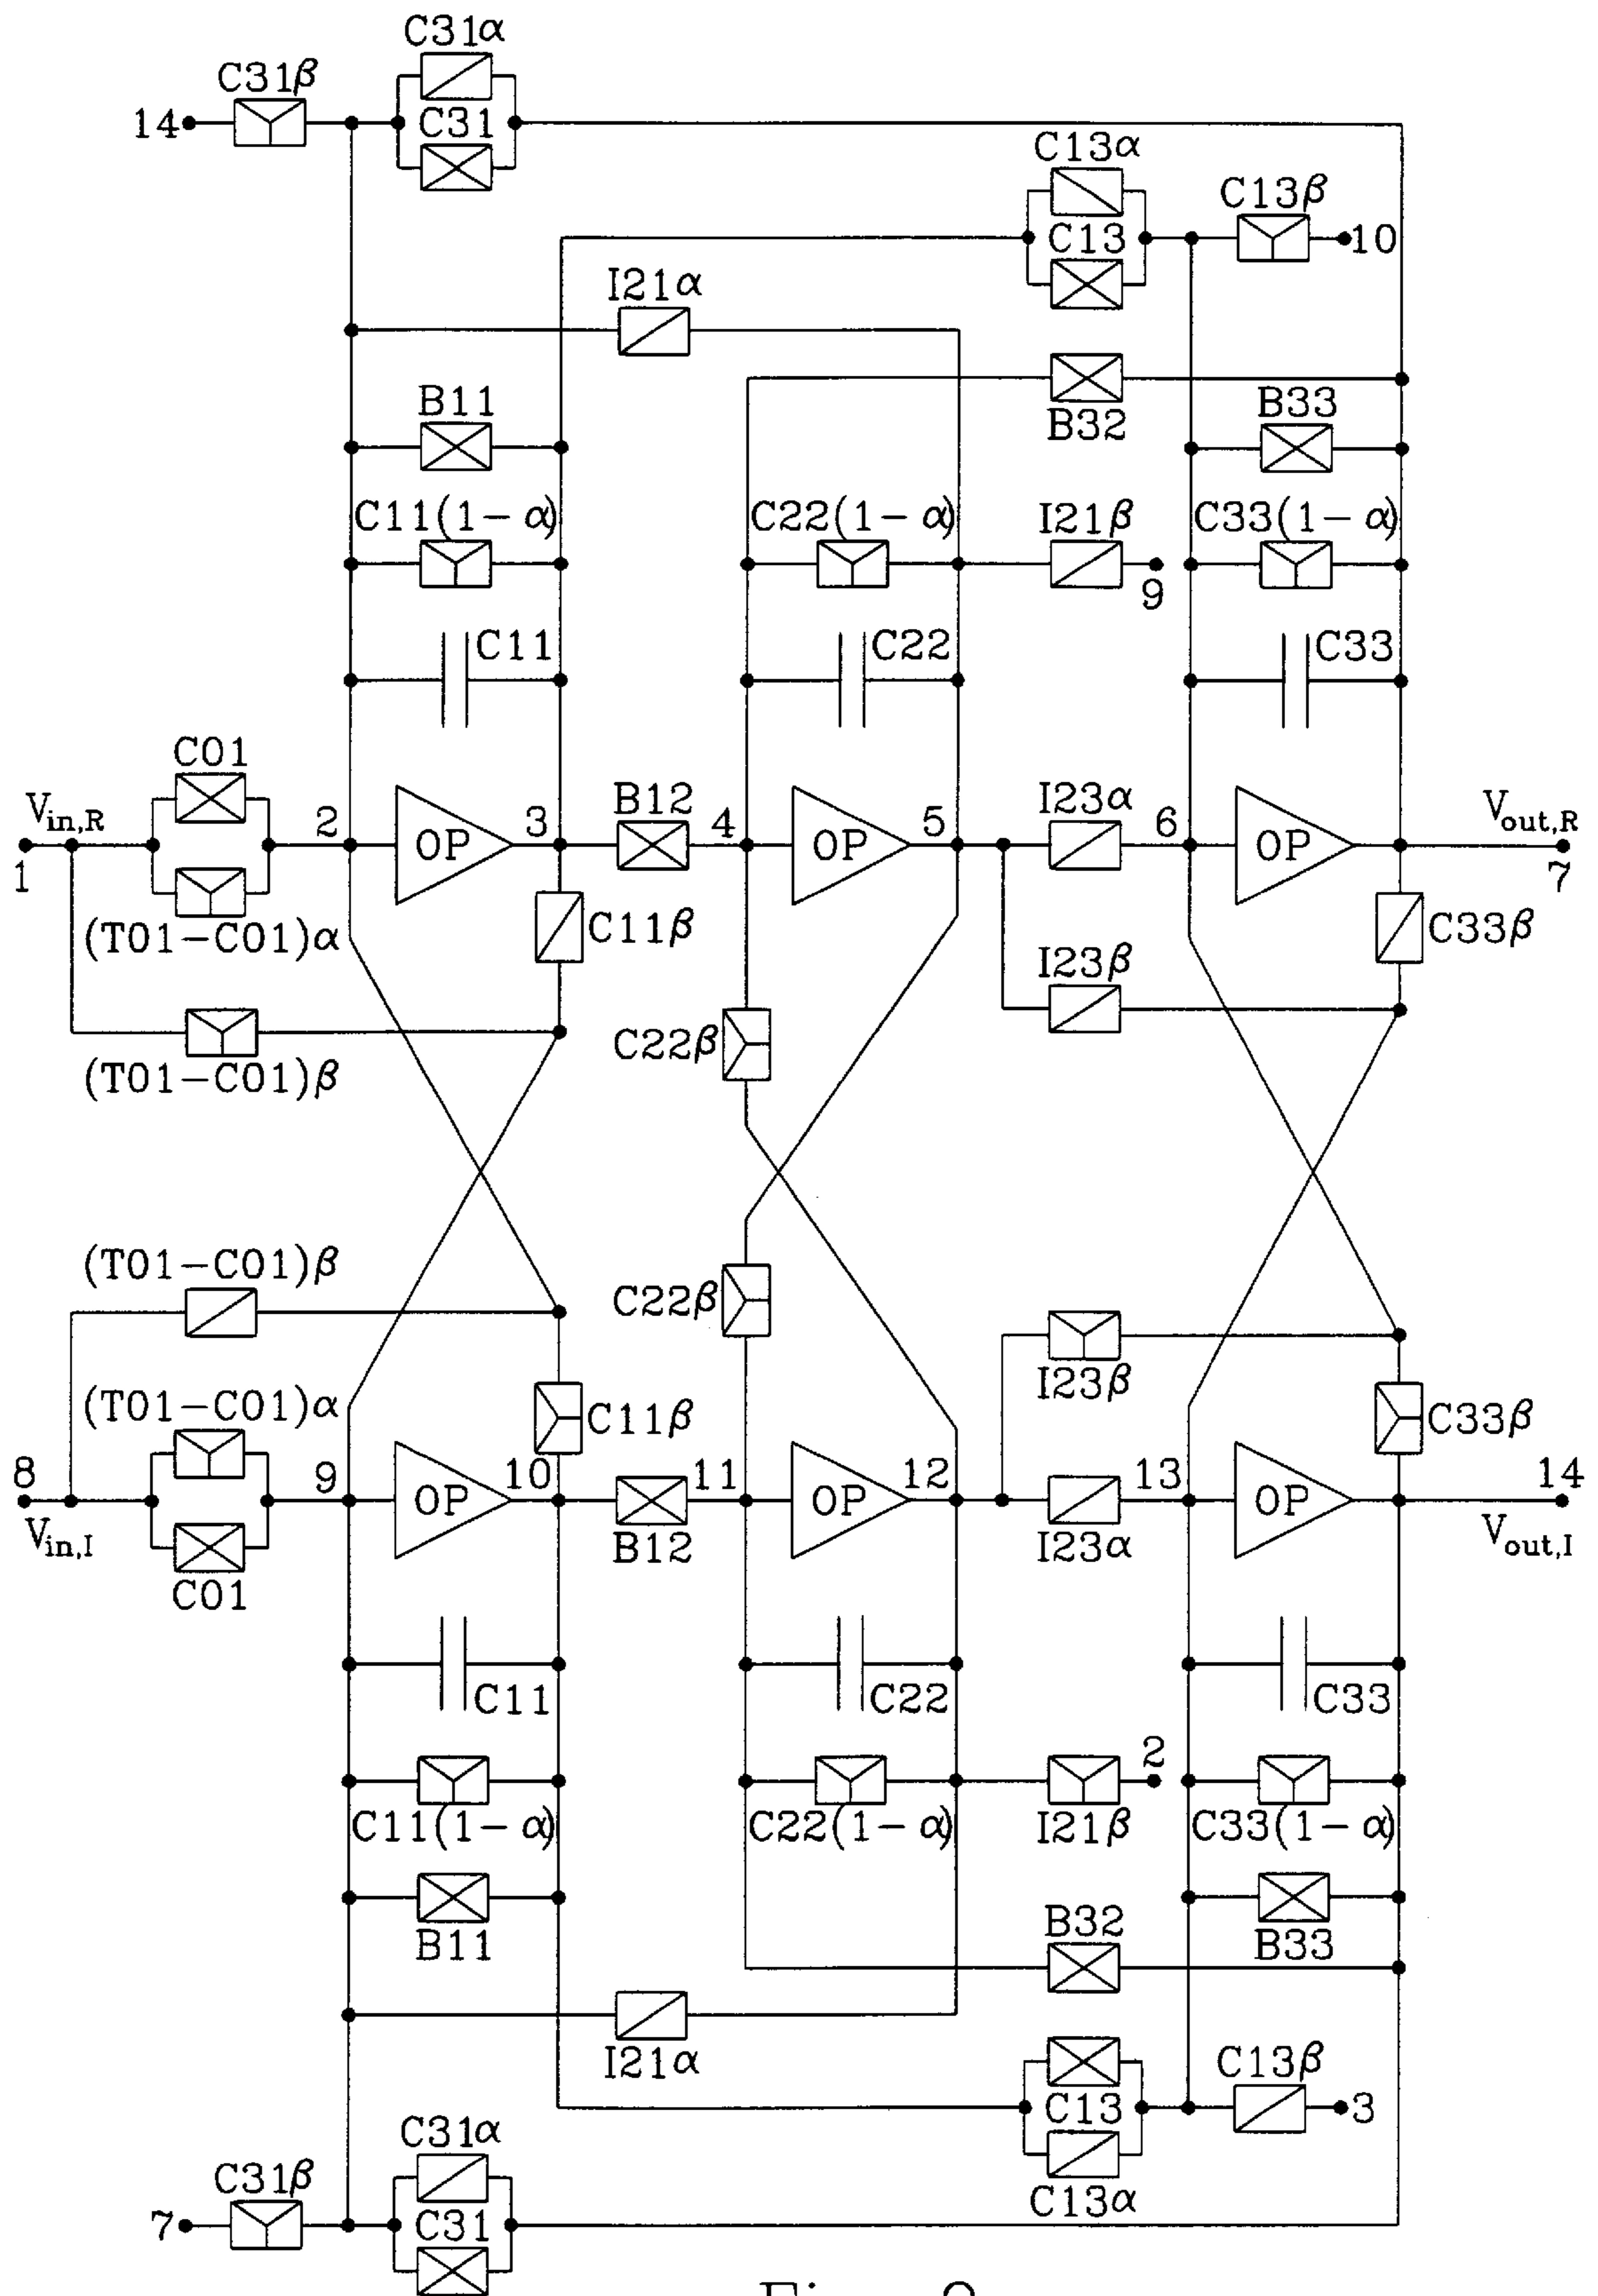 C31α
C31β
14
C31
C13α
C13β
C13
10
I21α
B11
B32
B33
C11(1-α)
C22(1-α)
I21β
C33(1-α)
9
C11
C22
C33
C01
Vin,R
2
OP
3
B12
4
OP
5
I23α
6
OP
Vout,R
1
7
(T01-C01)α
C11β
C33β
I23β
C22β
(T01-C01)β
(T01-C01)β
C22β
I23β
(T01-C01)α
C11β
C33β
8
9
OP
10
11
OP
12
13
OP
14
Vin,I
B12
I23α
Vout,I
C01
C11
C22
C33
2
C11(1-α)
C22(1-α)
I21β
C33(1-α)
B11
B32
B33
I21α
C13β
C13
3
C31α
C13α
C31β
7
C31